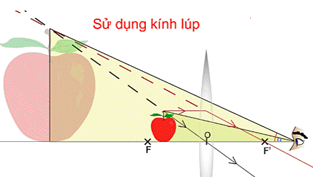 Sử dụng kính lúp
O
F
F'